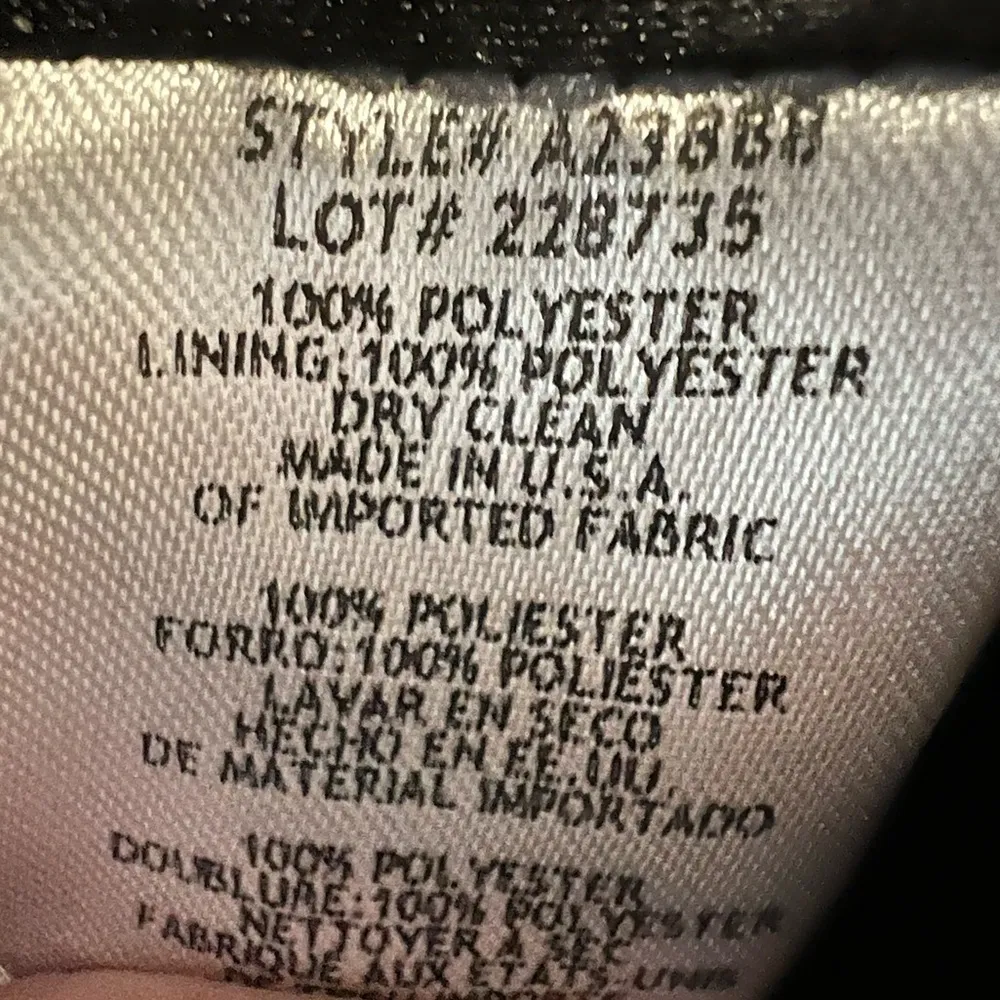 STYLE#
LOT# 228735
100% POLYESTER
LINING:100% POLYESTER
DRY CLEAN
MADE IN U.S.A.
OF IMPORTED FABRIC
100% POLIESTER
FORRO:100% POLIESTER
LAVAR EN SECO
HECHO EN EE.UU.
DE MATERIAL IMPORTADO
100% POLYESTER
DOUBLURE: 100% POLYESTER
NETTOYER A SEC
FABRIQUE AUX ETATS-UNIS